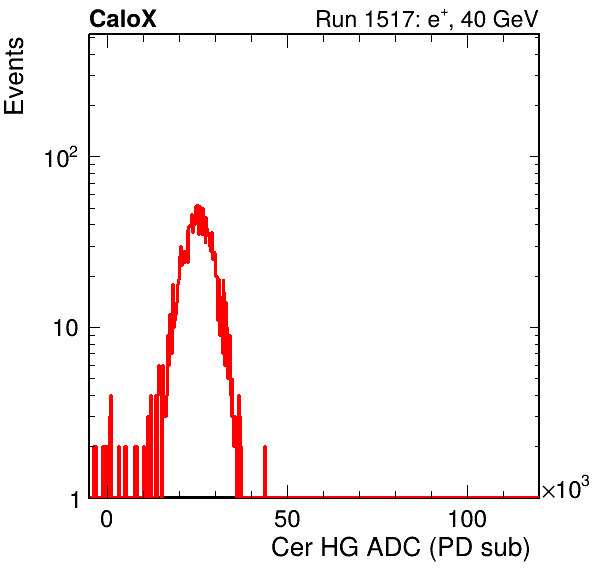 CaloX Run 1517: e⁺, 40 GeV
Events
10²
10
1
0 50 100 ×10³
Cer HG ADC (PD sub)